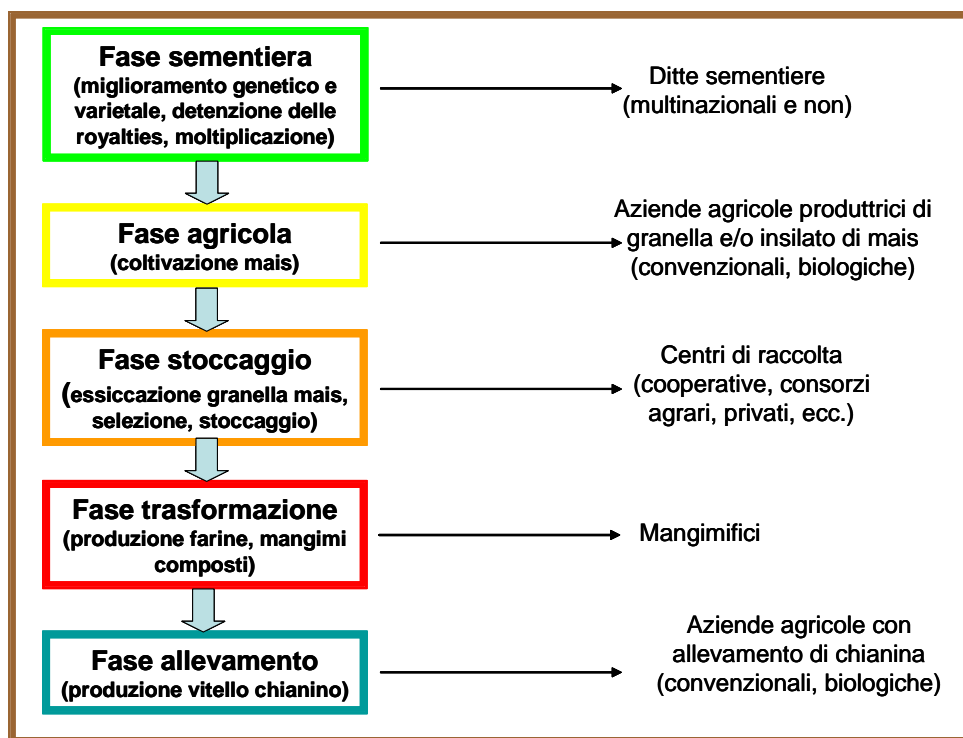 Fase sementiera
(miglioramento genetico e
varietale, detenzione delle
royalties, moltiplicazione)
Ditte sementiere
(multinazionali e non)
Fase agricola
(coltivazione mais)
Aziende agricole produttrici di
granella e/o insilato di mais
(convenzionali, biologiche)
Fase stoccaggio
(essiccazione granella mais,
selezione, stoccaggio)
Centri di raccolta
(cooperative, consorzi
agrari, privati, ecc.)
Fase trasformazione
(produzione farine, mangimi
composti)
Mangimifici
Fase allevamento
(produzione vitello chianino)
Aziende agricole con
allevamento di chianina
(convenzionali, biologiche)